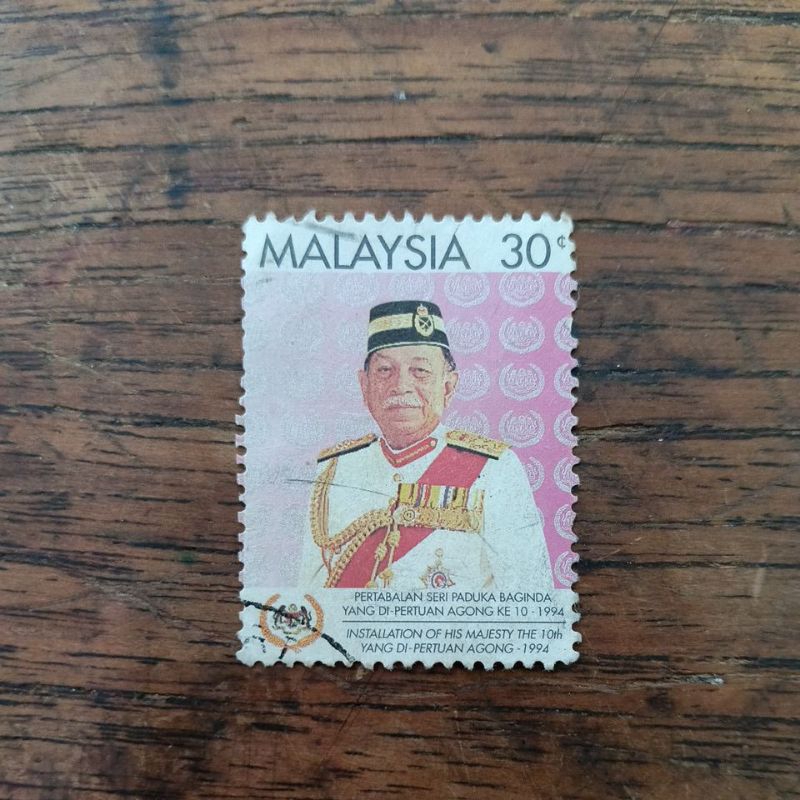 MALAYSIA 30¢
PERTABALAN SERI PADUKA BAGINDA
YANG DI-PERTUAN AGONG KE 10 - 1994
INSTALLATION OF HIS MAJESTY THE 10th
YANG DI-PERTUAN AGONG - 1994